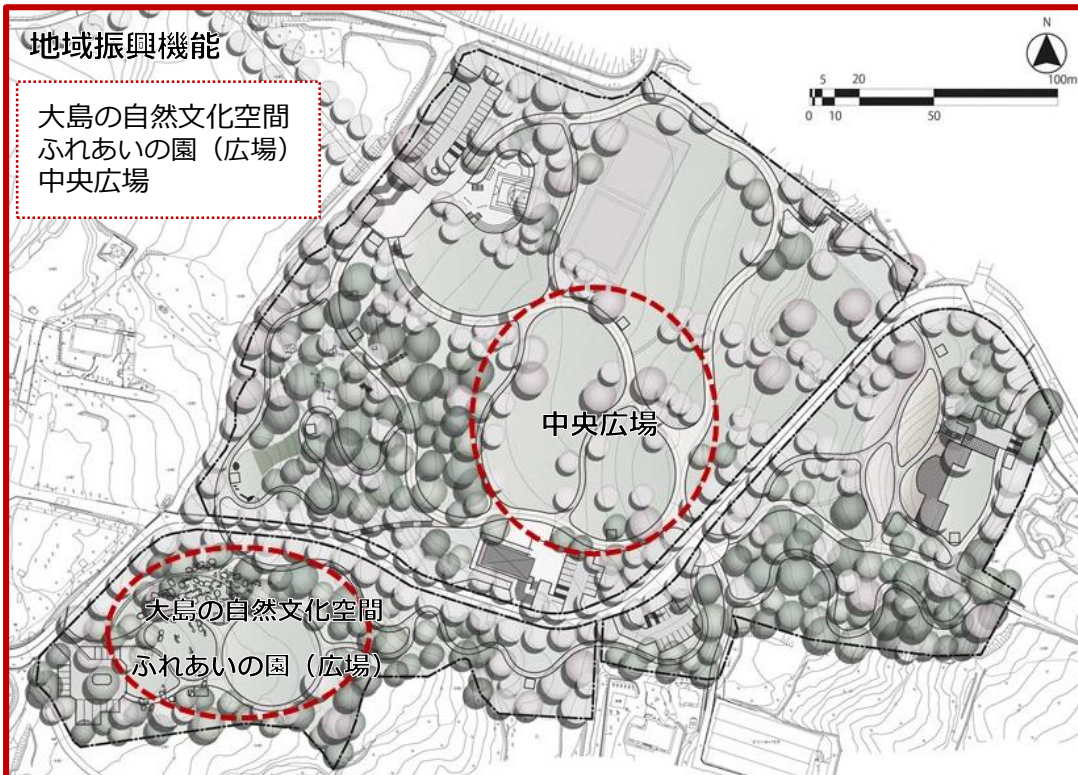 地域振興機能
大島の自然文化空間
ふれあいの園（広場）
中央広場
N
5 20 100m
0 10 50
中央広場
大島の自然文化空間
ふれあいの園（広場）